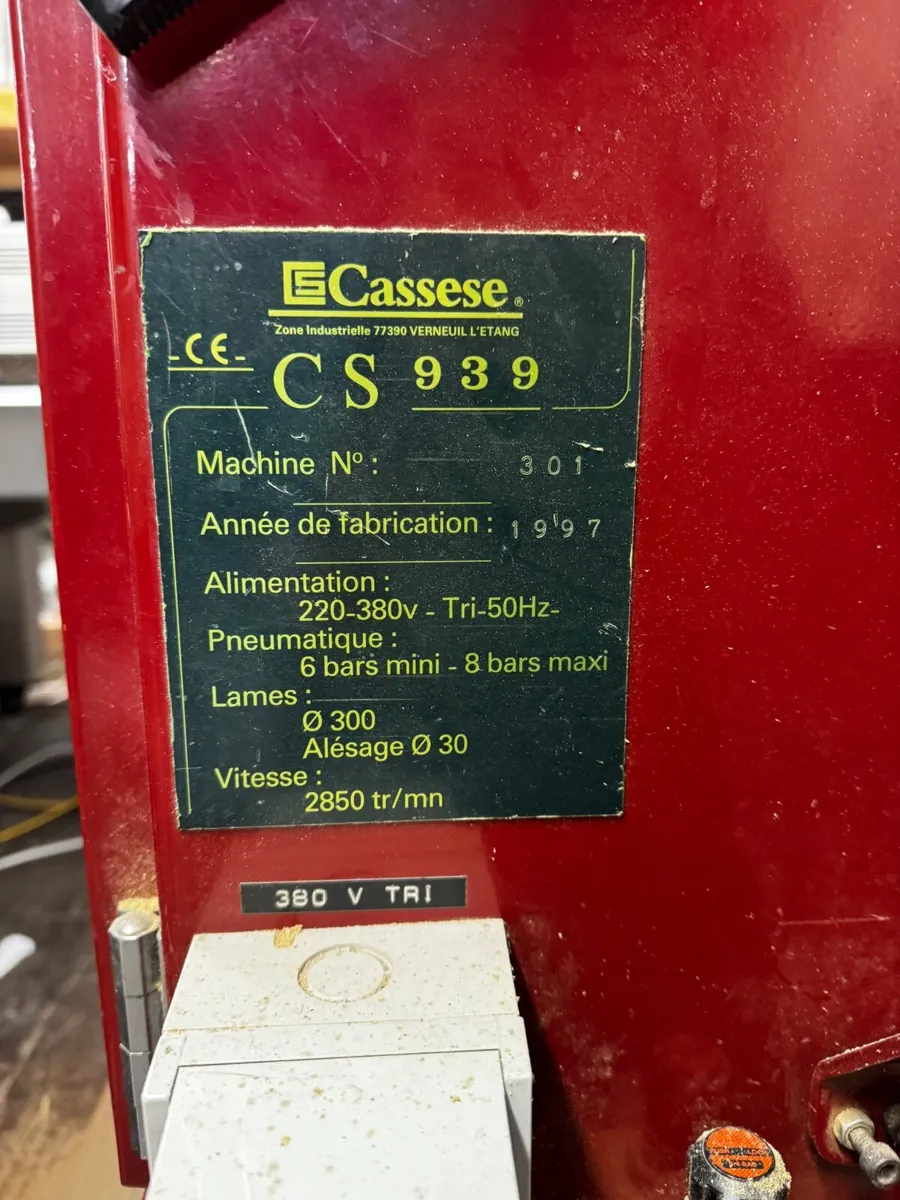 Cassese®
Zone Industrielle 77390 VERNEUIL L'ETANG
CE
CS 939
Machine Nº : 301
Année de fabrication : 1997
Alimentation :
220-380v - Tri-50Hz-
Pneumatique :
6 bars mini - 8 bars maxi
Lames :
Ø 300
Alésage Ø 30
Vitesse :
2850 tr/mn
380 V TRI